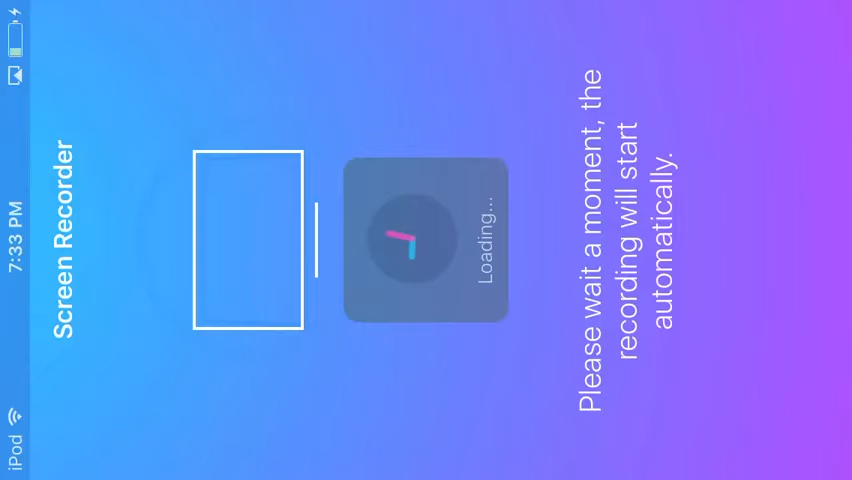 iPod 7:33 PM
Screen Recorder
Loading...
Please wait a moment, the
recording will start
automatically.